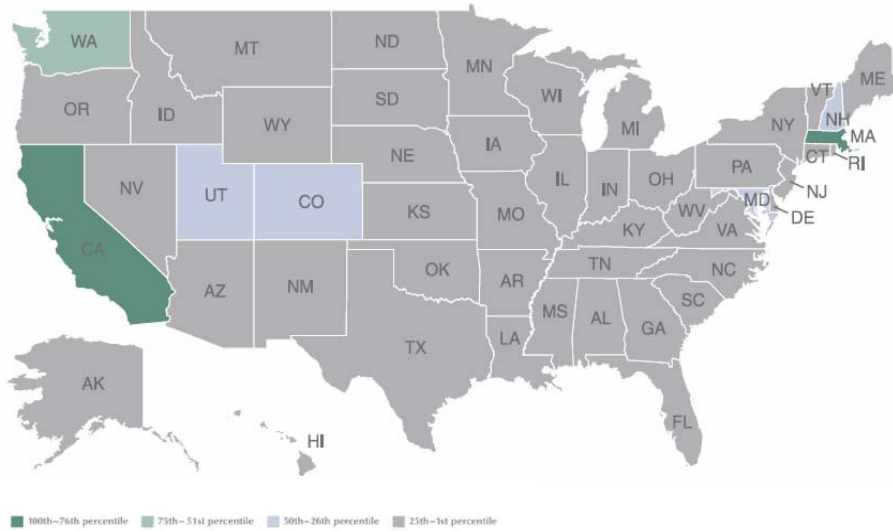 WA
MT
ND
MN
VT
ME
OR
ID
SD
WI
NY
NH
MA
WY
MI
CT
RI
NE
IA
PA
NV
UT
CO
IL
IN
OH
NJ
MD
DE
KS
MO
WV
VA
KY
CA
OK
TN
NC
AZ
NM
AR
SC
MS
AL
GA
TX
LA
AK
HI
FL
100th–76th percentile 75th–51st percentile 50th–26th percentile 25th–1st percentile